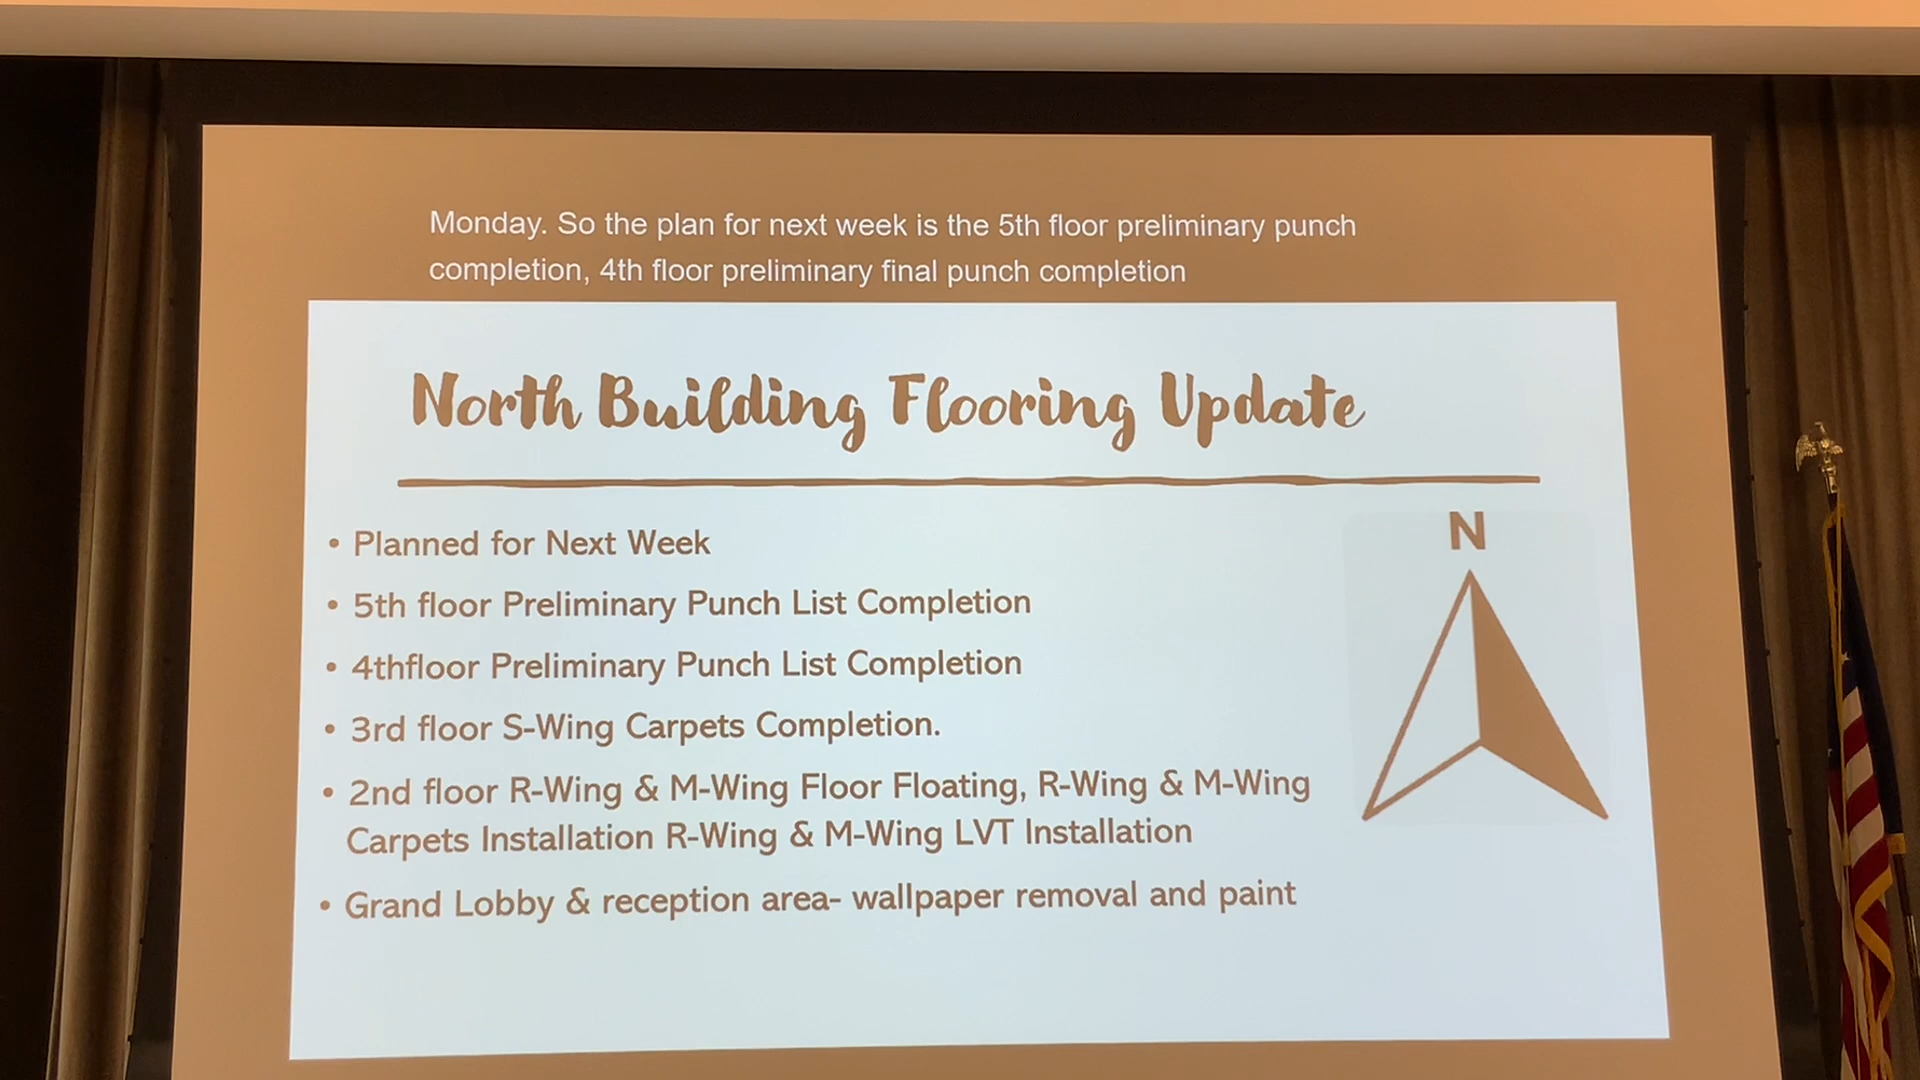 Monday. So the plan for next week is the 5th floor preliminary punch
completion, 4th floor preliminary final punch completion
North Building Flooring Update
• Planned for Next Week
• 5th floor Preliminary Punch List Completion
• 4thfloor Preliminary Punch List Completion
• 3rd floor S-Wing Carpets Completion.
• 2nd floor R-Wing & M-Wing Floor Floating, R-Wing & M-Wing
Carpets Installation R-Wing & M-Wing LVT Installation
• Grand Lobby & reception area- wallpaper removal and paint
N